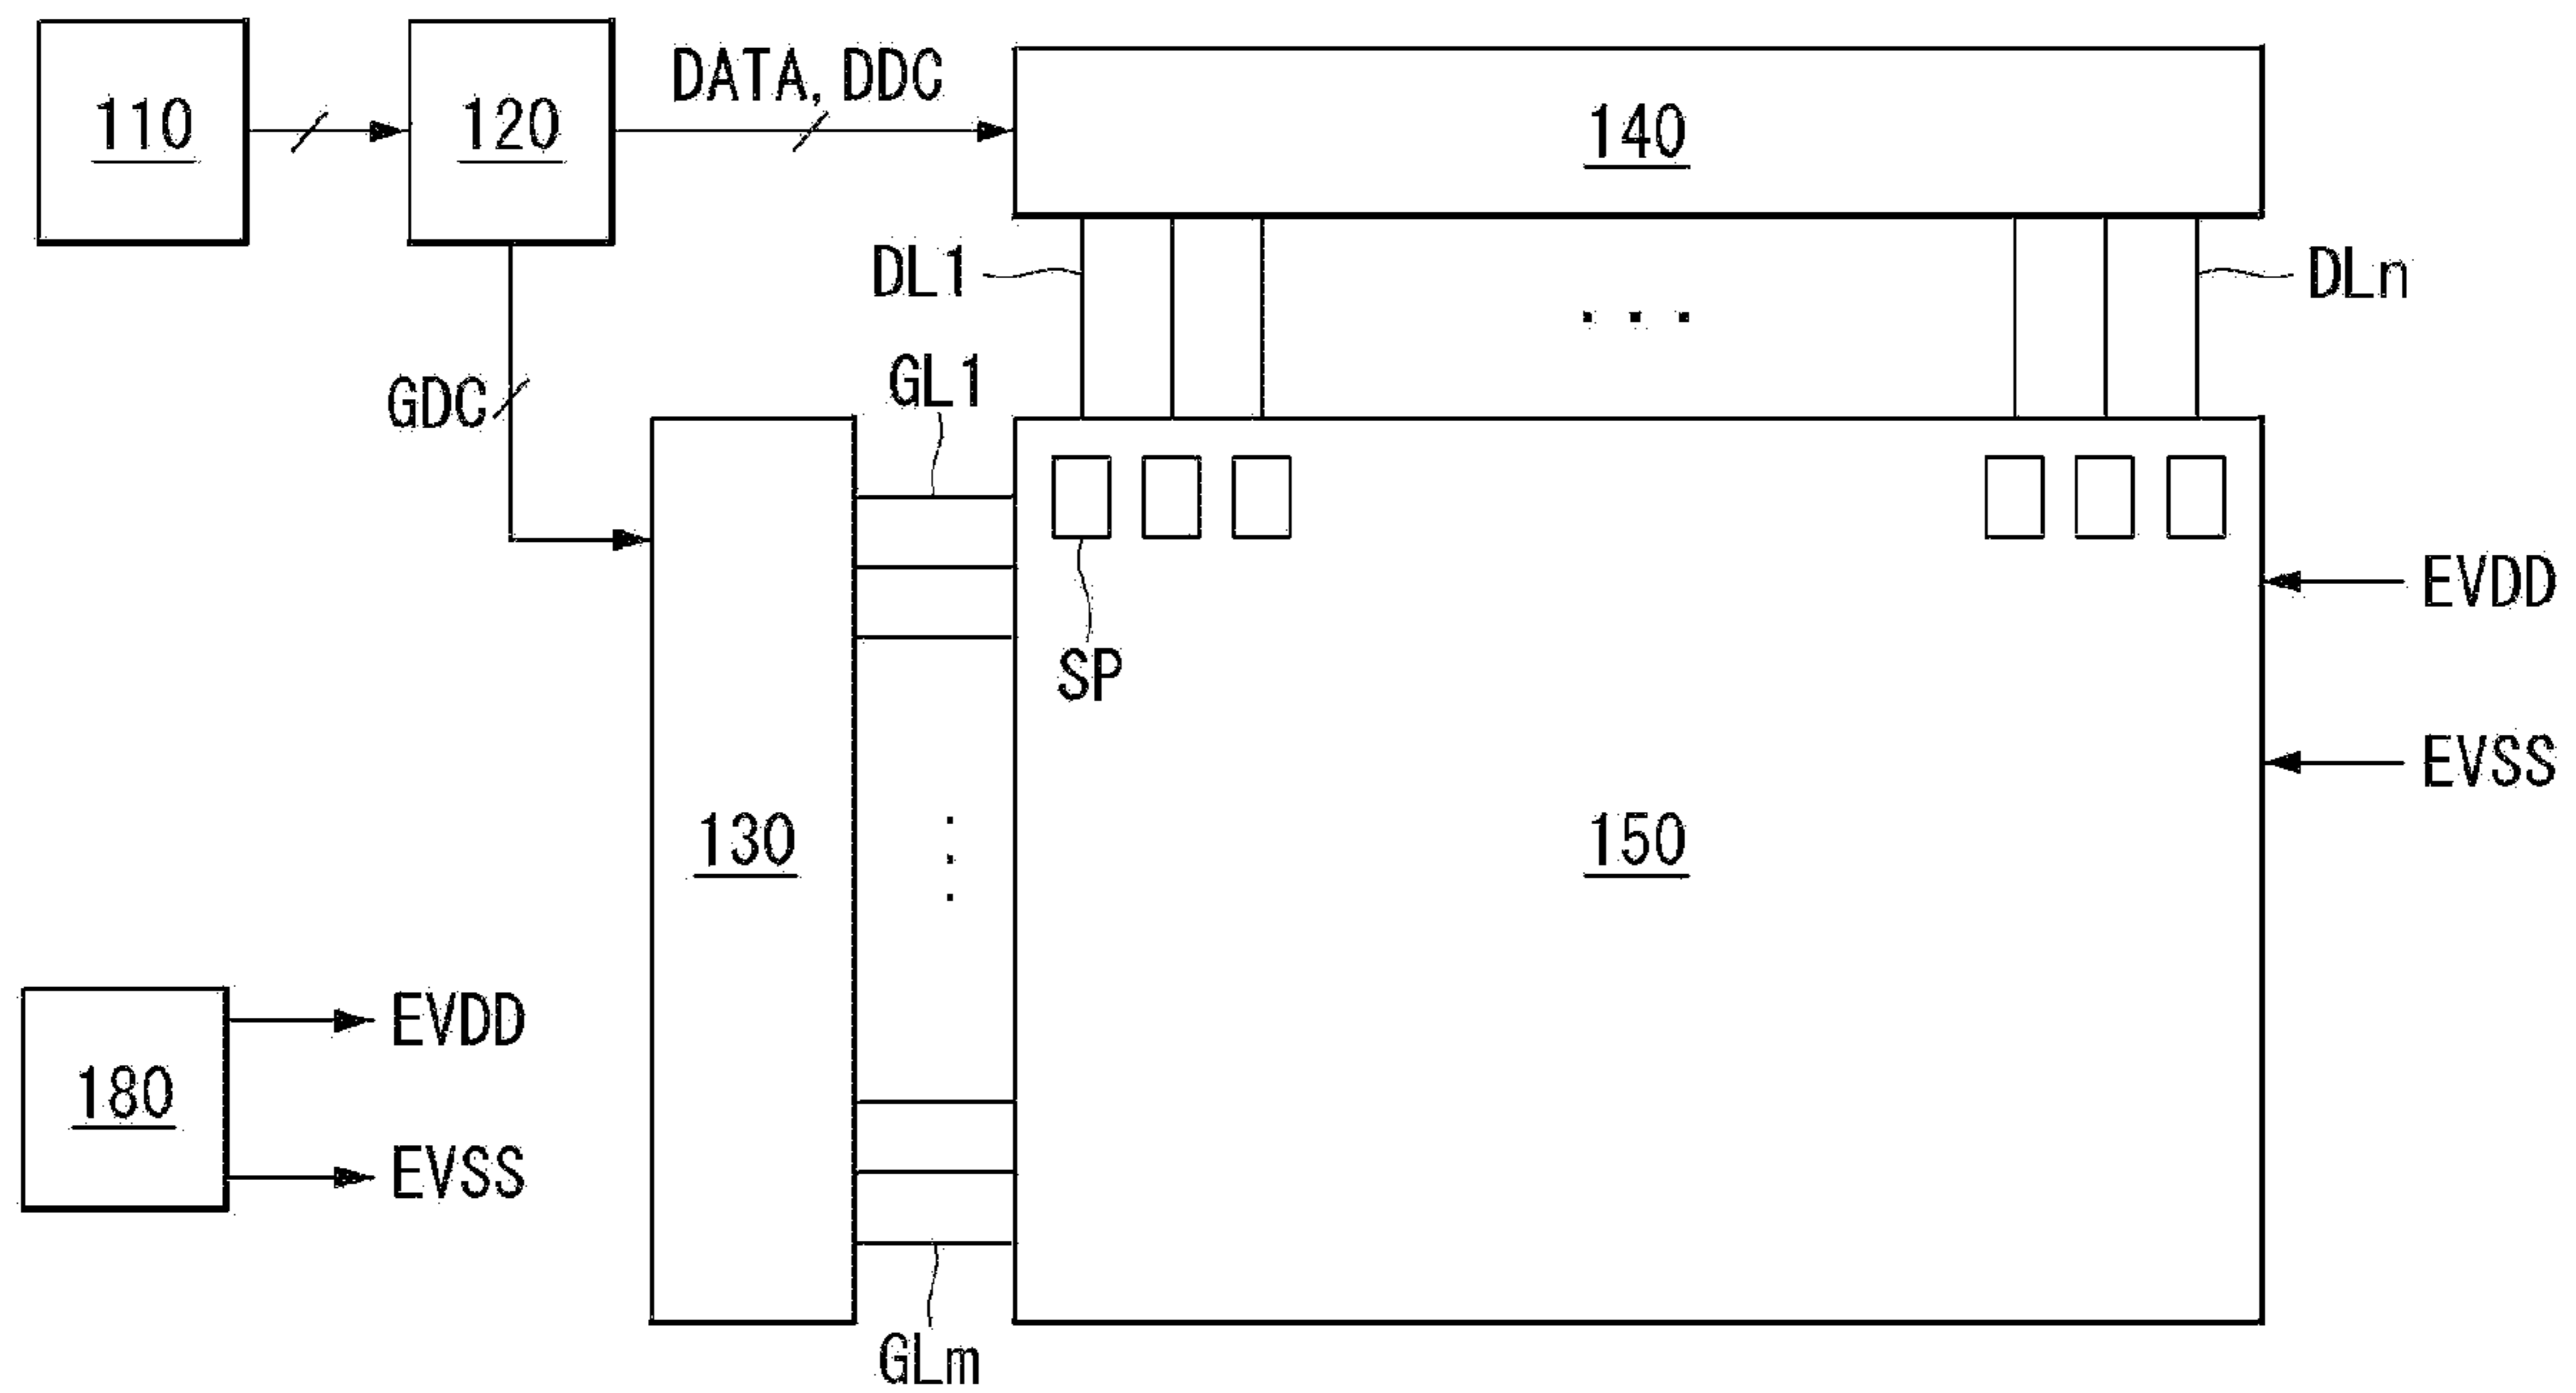 110
120
DATA, DDC
140
DL1
DLn
GDC
GL1
SP
EVDD
EVSS
130
150
180
EVDD
EVSS
GLm